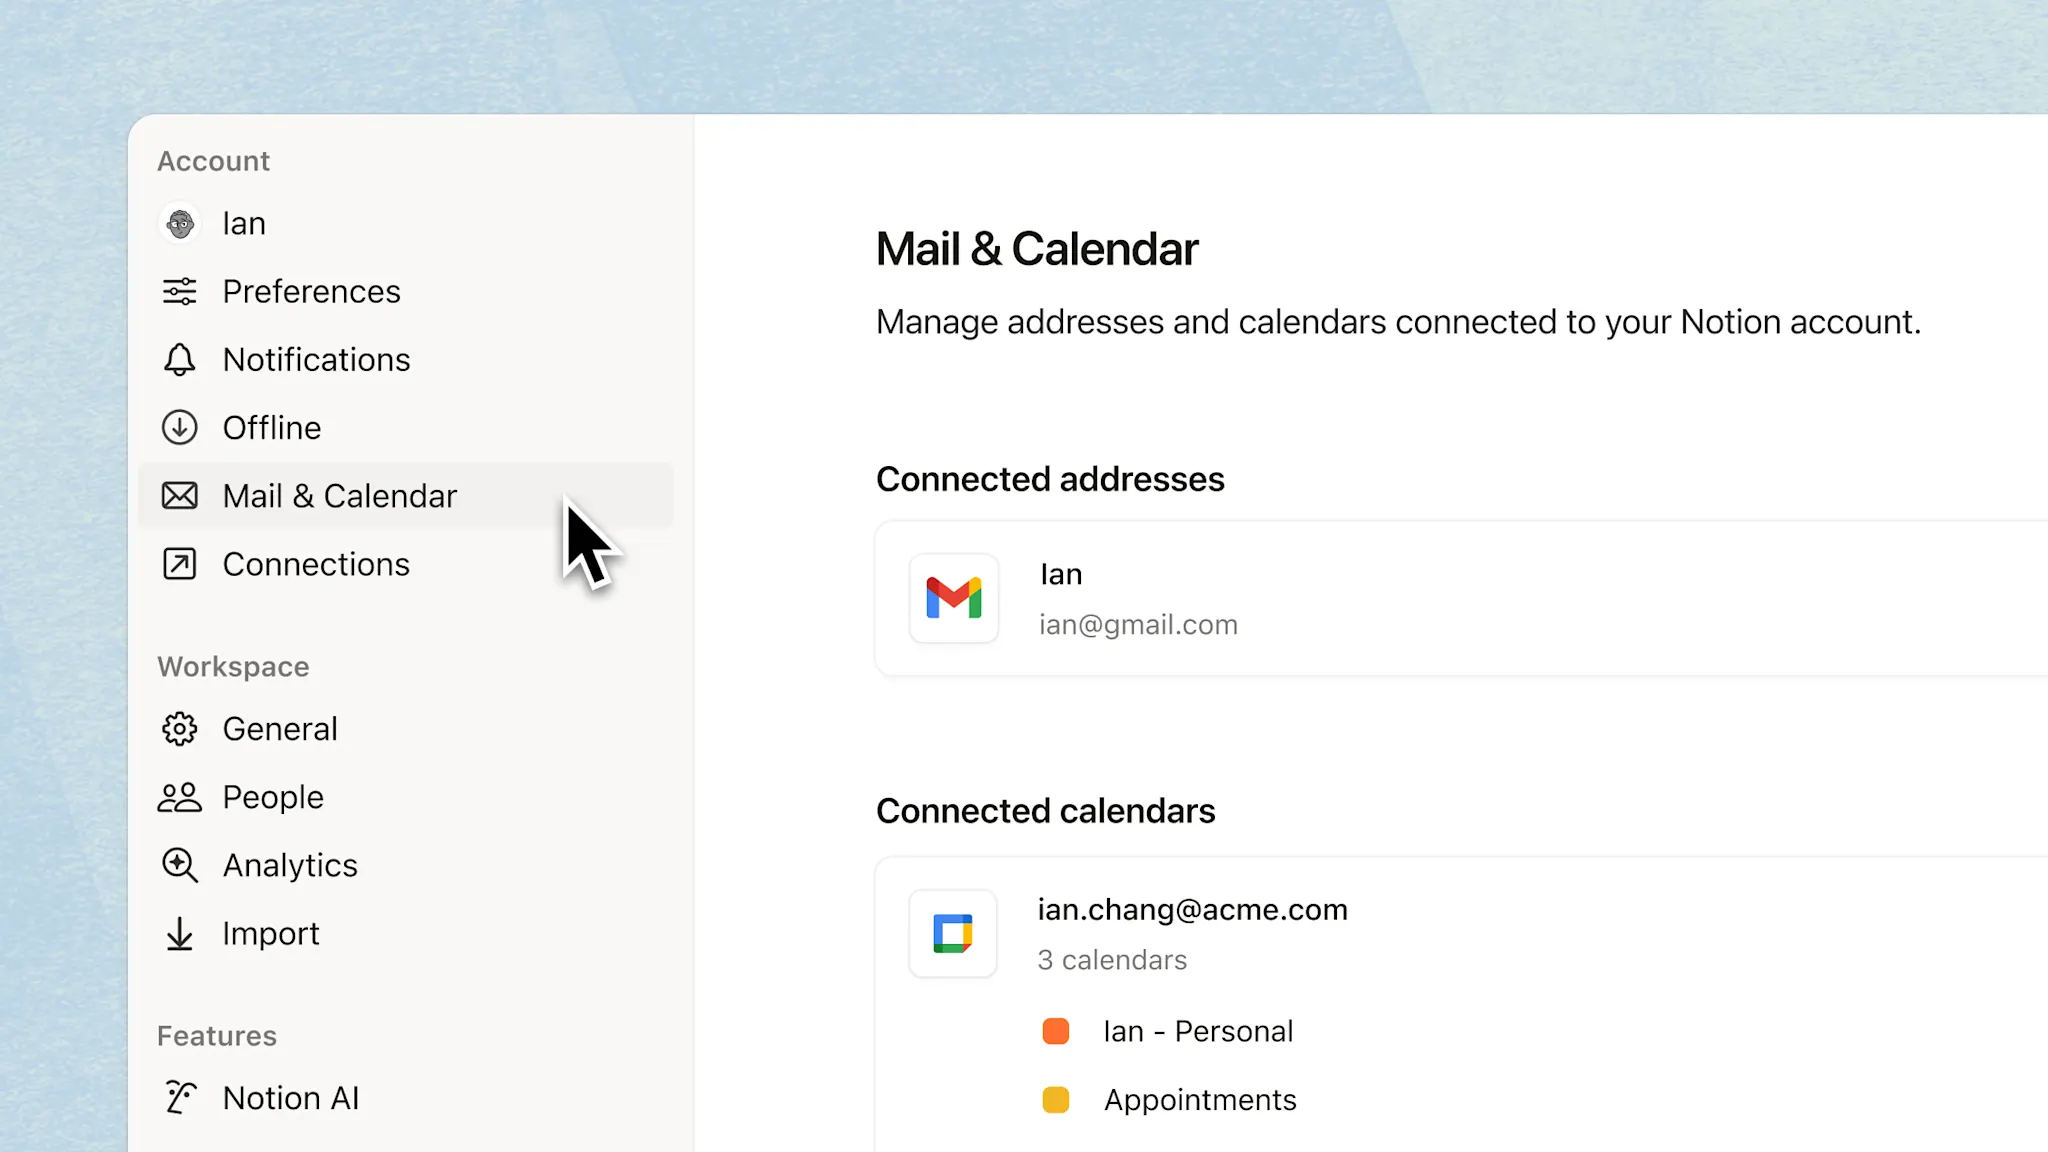 Account
Ian
Preferences
Notifications
Offline
Mail & Calendar
Connections
Workspace
General
People
Analytics
Import
Features
Notion AI
Mail & Calendar
Manage addresses and calendars connected to your Notion account.
Connected addresses
Ian
ian@gmail.com
Connected calendars
ian.chang@acme.com
3 calendars
Ian - Personal
Appointments